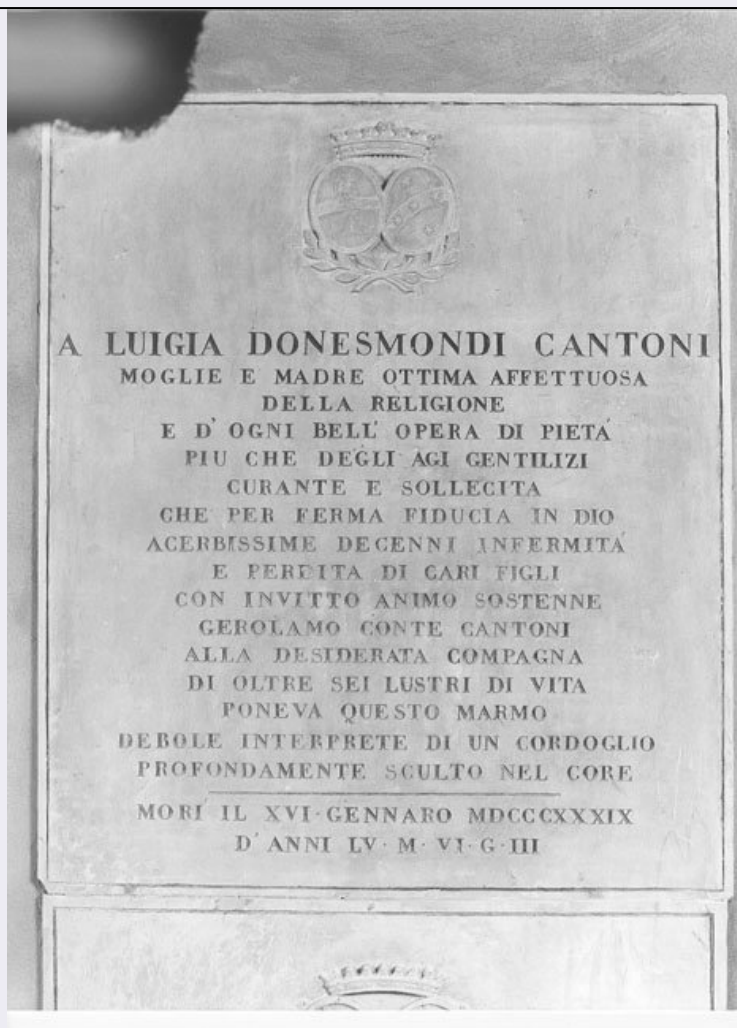 A LUIGIA DONESMONDI CANTONI
MOGLIE E MADRE OTTIMA AFFETTUOSA
DELLA RELIGIONE
E D' OGNI BELL' OPERA DI PIETÁ
PIU CHE DEGLI AGI GENTILIZI
CURANTE E SOLLECITA
CHE PER FERMA FIDUCIA IN DIO
ACERBISSIME DECENNI INFERMITÁ
E PERDITA DI CARI FIGLI
CON INVITTO ANIMO SOSTENNE
GEROLAMO CONTE CANTONI
ALLA DESIDERATA COMPAGNA
DI OLTRE SEI LUSTRI DI VITA
PONEVA QUESTO MARMO
DEBOLE INTERPRETE DI UN CORDOGLIO
PROFONDAMENTE SCULTO NEL CORE
MORI' IL XVI·GENNARO MDCCCXXXIX
D' ANNI LV· M· VI· G· III